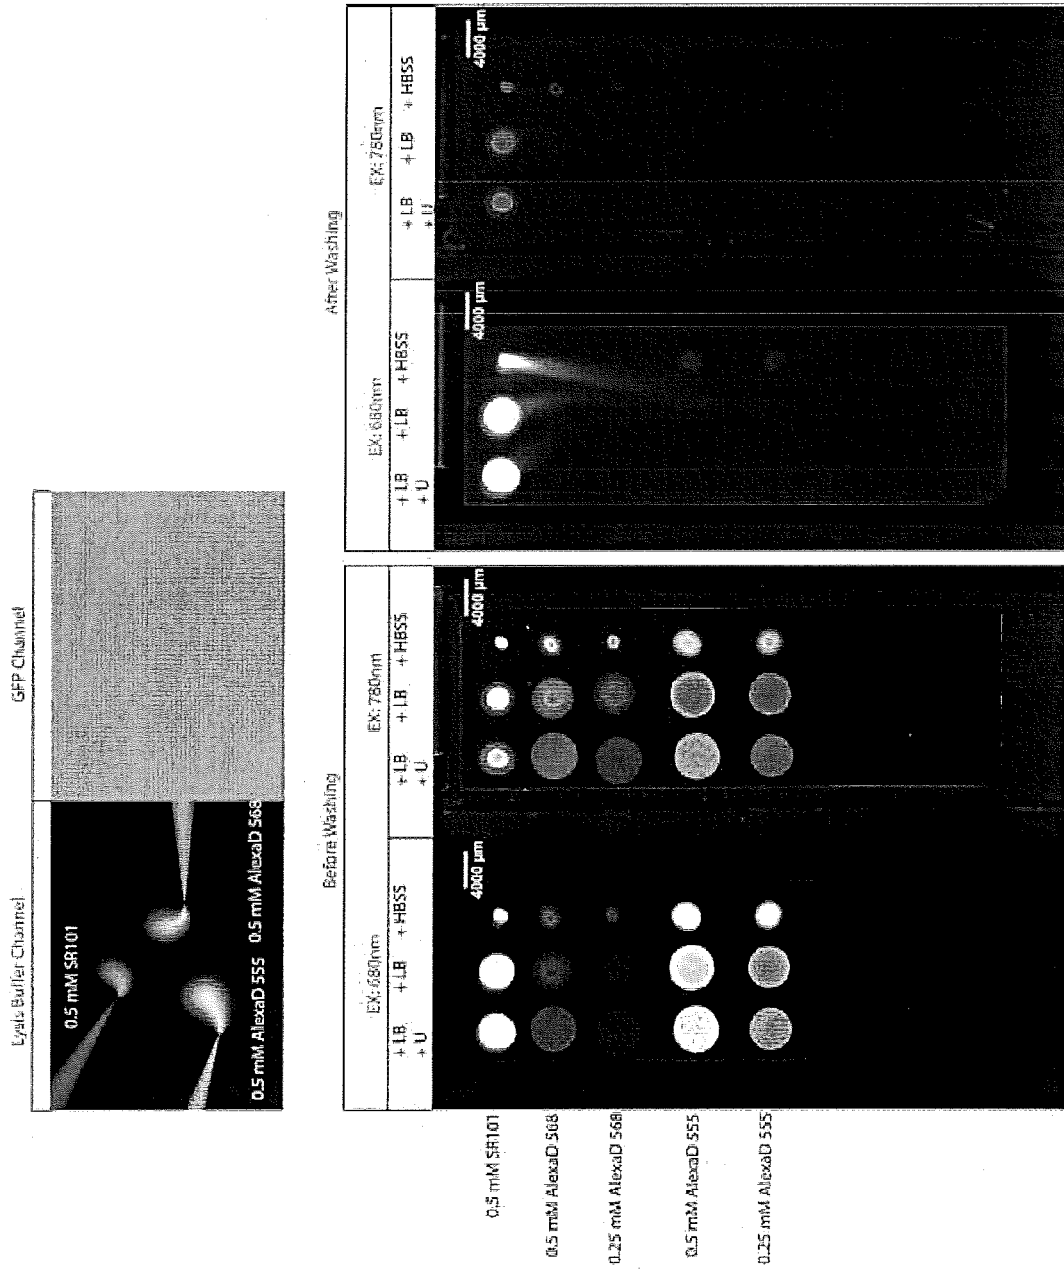 Lysis Buffer Channel
GFP Channel
0.5 mM SR101
0.5 mM AlexaD 555
0.5 mM AlexaD 568
Before Washing
After Washing
EX: 680nm
EX: 780nm
EX: 680nm
EX: 780nm
+ LB
+ U
+ LB
+ HBSS
+ LB
+ U
+ LB
+ HBSS
+ LB
+ U
+ LB
+ HBSS
+ LB
+ U
+ LB
+ HBSS
4000 µm
4000 µm
4000 µm
4000 µm
0.5 mM SR101
0.5 mM AlexaD 568
0.25 mM AlexaD 568
0.5 mM AlexaD 555
0.25 mM AlexaD 555